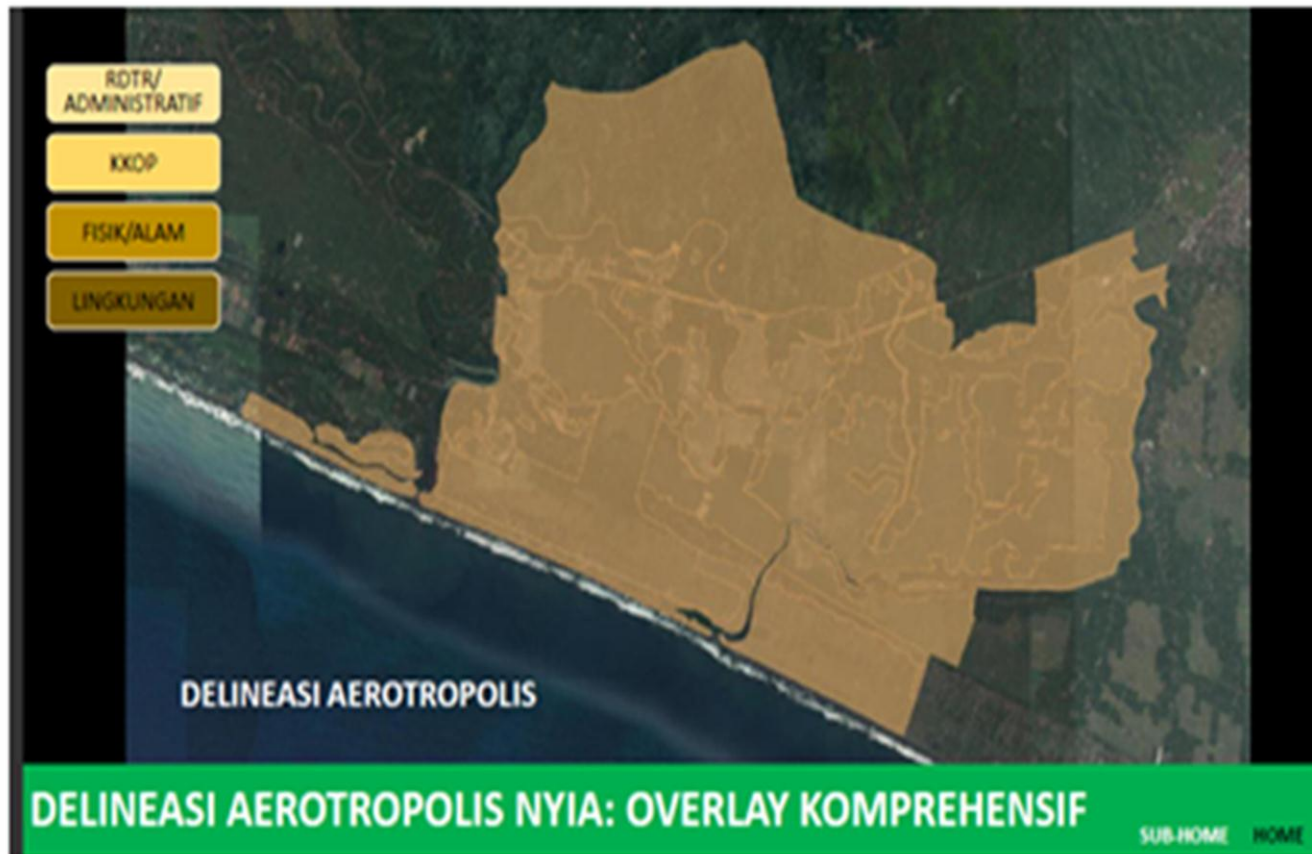 RDTR/
ADMINISTRATIF
KKOP
FISIK/ALAM
LINGKUNGAN
DELINEASI AEROTROPOLIS
DELINEASI AEROTROPOLIS NYIA: OVERLAY KOMPREHENSIF
SUB-HOME HOME